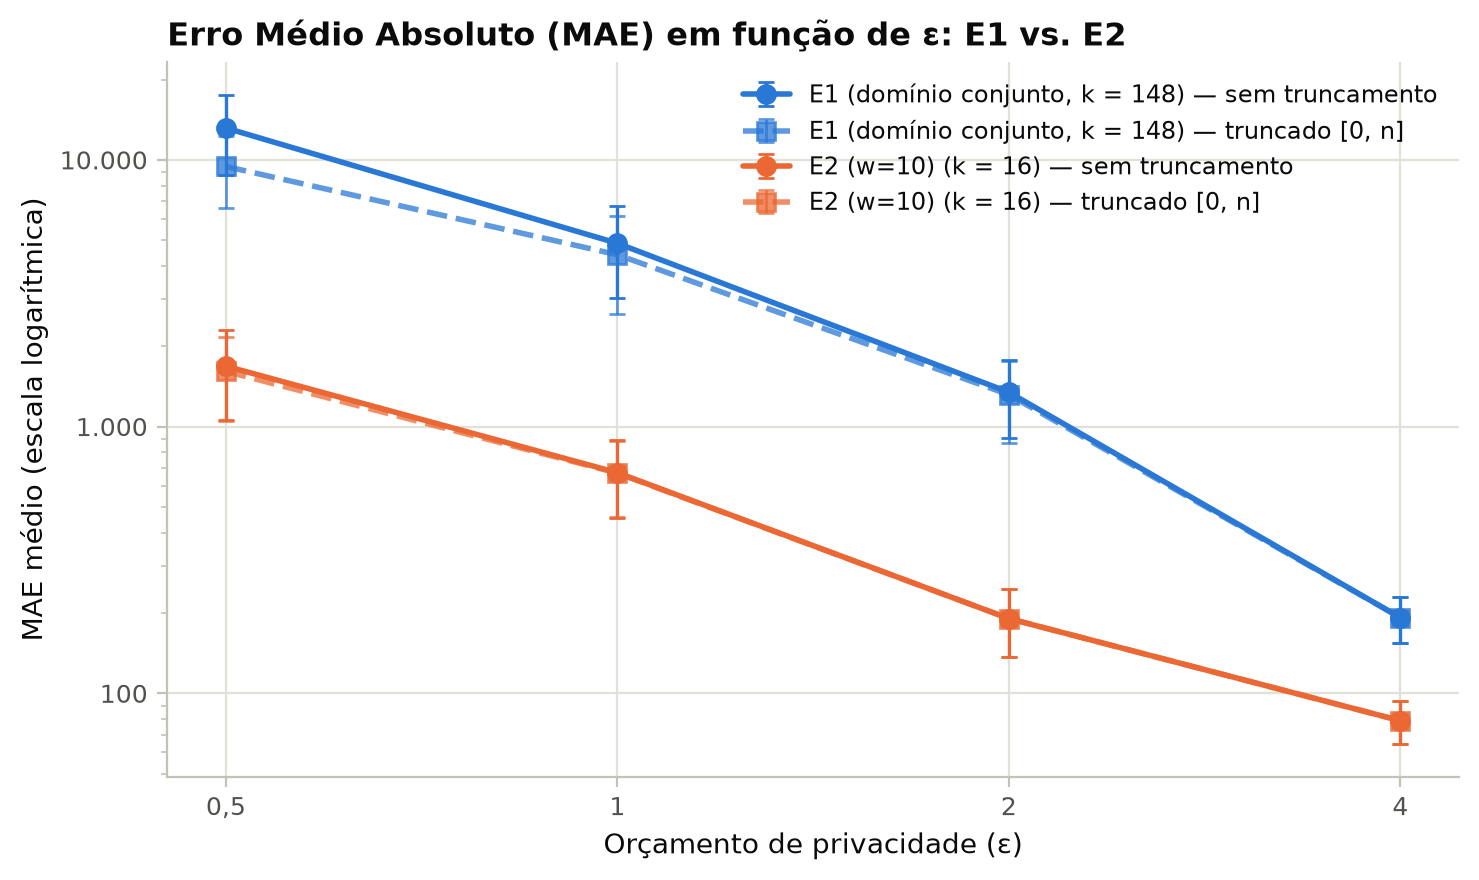 Erro Médio Absoluto (MAE) em função de ε: E1 vs. E2
E1 (domínio conjunto, k = 148) — sem truncamento
E1 (domínio conjunto, k = 148) — truncado [0, n]
E2 (w=10) (k = 16) — sem truncamento
E2 (w=10) (k = 16) — truncado [0, n]
MAE médio (escala logarítmica)
10.000
1.000
100
0,5
1
2
4
Orçamento de privacidade (ε)